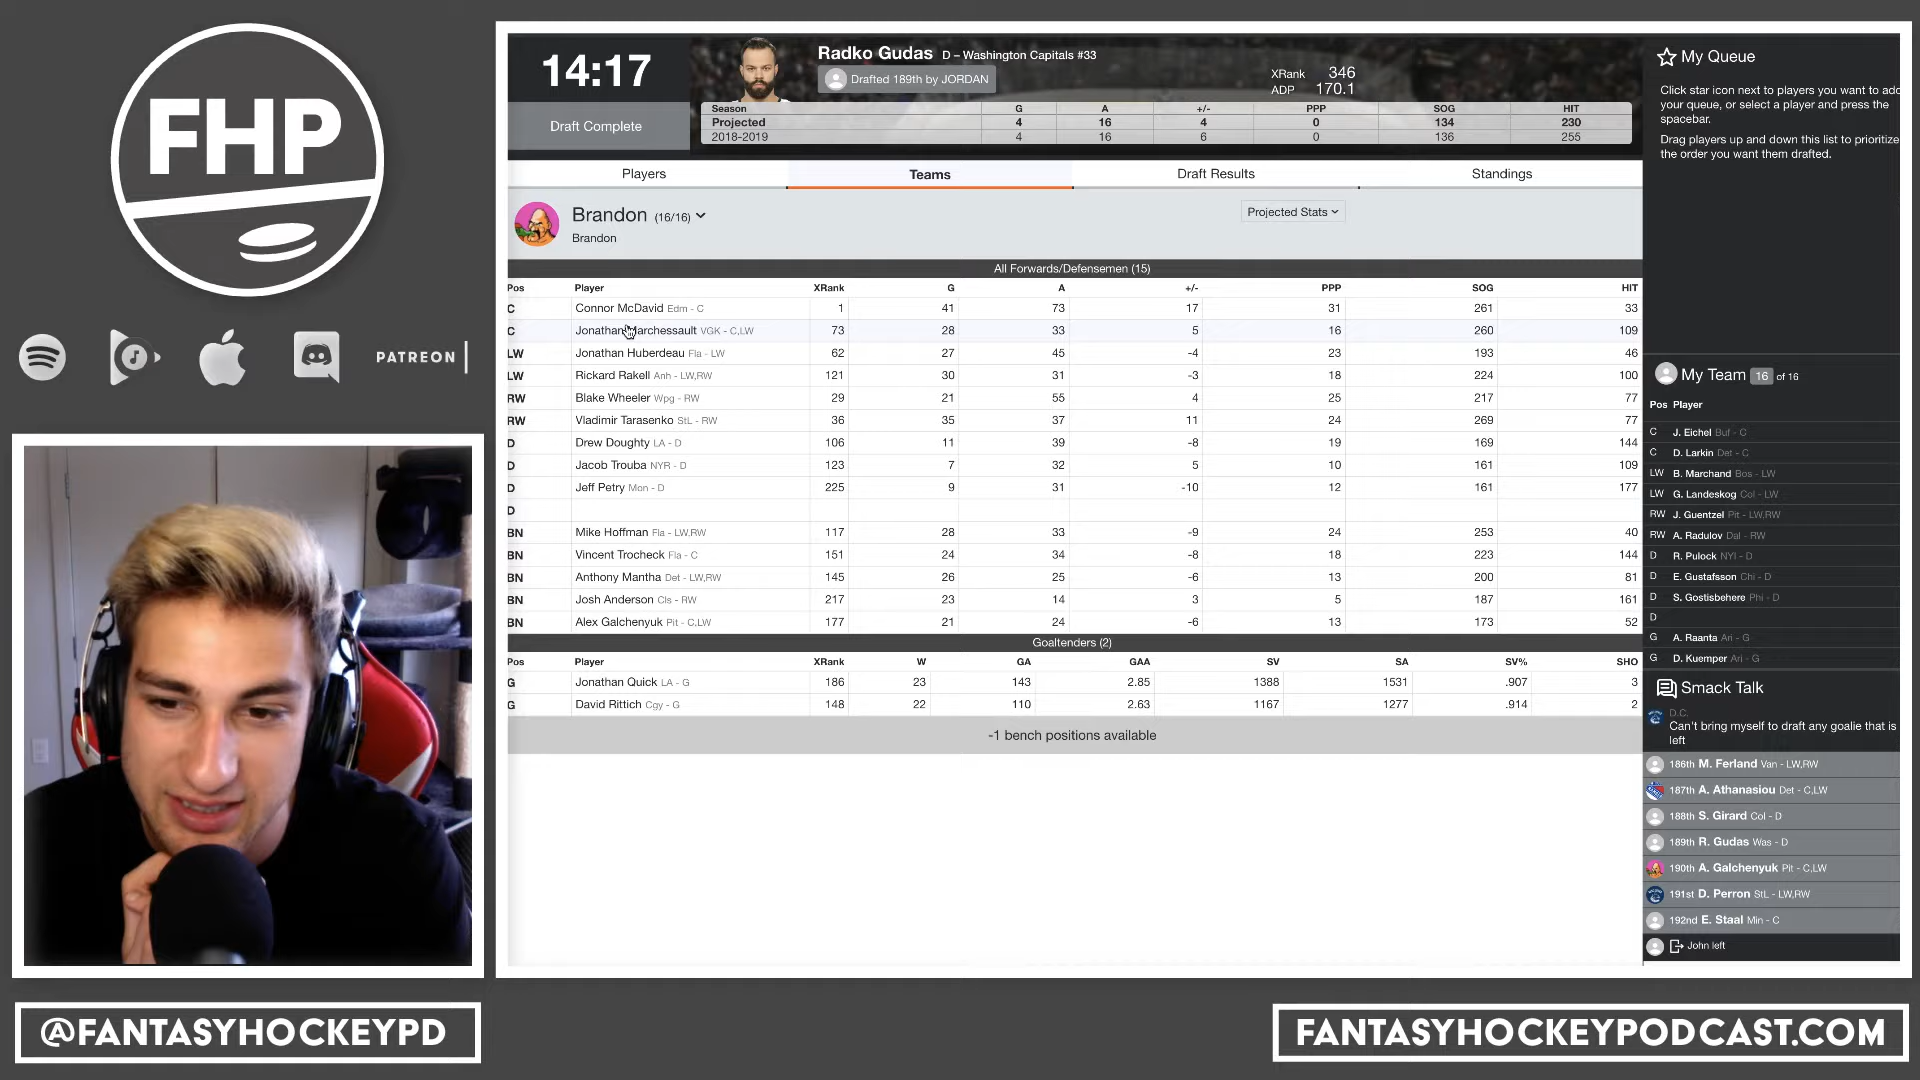 FHP
PATREON
@FANTASYHOCKEYPD
FANTASYHOCKEYPODCAST.COM
14:17
Draft Complete
Radko Gudas D – Washington Capitals #33
Drafted 189th by JORDAN
XRank 346
ADP 170.1
Season G A +/- PPP SOG HIT
Projected 4 16 4 0 134 230
2018-2019 4 16 6 0 136 255
Players Teams Draft Results Standings
Brandon (16/16)
Brandon
Projected Stats
All Forwards/Defensemen (15)
Pos Player XRank G A +/- PPP SOG HIT
C Connor McDavid Edm - C 1 41 73 17 31 261 33
C Jonathan Marchessault VGK - C,LW 73 28 33 5 16 260 109
LW Jonathan Huberdeau Fla - LW 62 27 45 -4 23 193 46
LW Rickard Rakell Anh - LW,RW 121 30 31 -3 18 224 100
RW Blake Wheeler Wpg - RW 29 21 55 4 25 217 77
RW Vladimir Tarasenko StL - RW 36 35 37 11 24 269 77
D Drew Doughty LA - D 106 11 39 -8 19 169 144
D Jacob Trouba NYR - D 123 7 32 5 10 161 109
D Jeff Petry Mon - D 225 9 31 -10 12 161 177
D
BN Mike Hoffman Fla - LW,RW 117 28 33 -9 24 253 40
BN Vincent Trocheck Fla - C 151 24 34 -8 18 223 144
BN Anthony Mantha Det - LW,RW 145 26 25 -6 13 200 81
BN Josh Anderson Cls - RW 217 23 14 3 5 187 161
BN Alex Galchenyuk Pit - C,LW 177 21 24 -6 13 173 52
Goaltenders (2)
Pos Player XRank W GA GAA SV SA SV% SHO
G Jonathan Quick LA - G 186 23 143 2.85 1388 1531 .907 3
G David Rittich Cgy - G 148 22 110 2.63 1167 1277 .914 2
-1 bench positions available
My Queue
Click star icon next to players you want to add
your queue, or select a player and press the
spacebar.
Drag players up and down this list to prioritize
the order you want them drafted.
My Team 16 of 16
Pos Player
C J. Eichel Buf - C
C D. Larkin Det - C
LW B. Marchand Bos - LW
LW G. Landeskog Col - LW
RW J. Guentzel Pit - LW,RW
RW A. Radulov Dal - RW
D R. Pulock NYI - D
D E. Gustafsson Chi - D
D S. Gostisbehere Phi - D
D
G A. Raanta Ari - G
G D. Kuemper Ari - G
Smack Talk
D.C.
Can't bring myself to draft any goalie that is
left
186th M. Ferland Van - LW,RW
187th A. Athanasiou Det - C,LW
188th S. Girard Col - D
189th R. Gudas Was - D
190th A. Galchenyuk Pit - C,LW
191st D. Perron StL - LW,RW
192nd E. Staal Min - C
John left